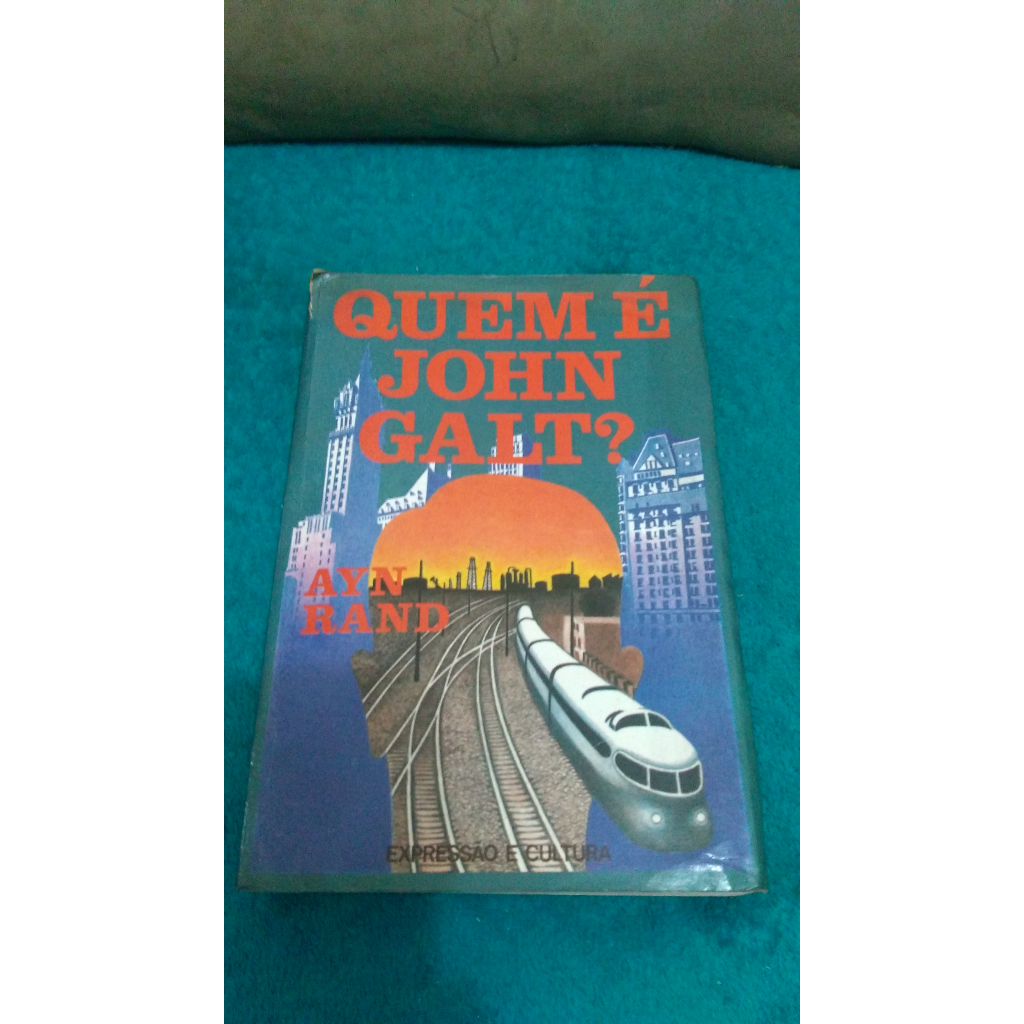 QUEM É
JOHN
GALT?
AYN
RAND
EXPRESSÃO E CULTURA